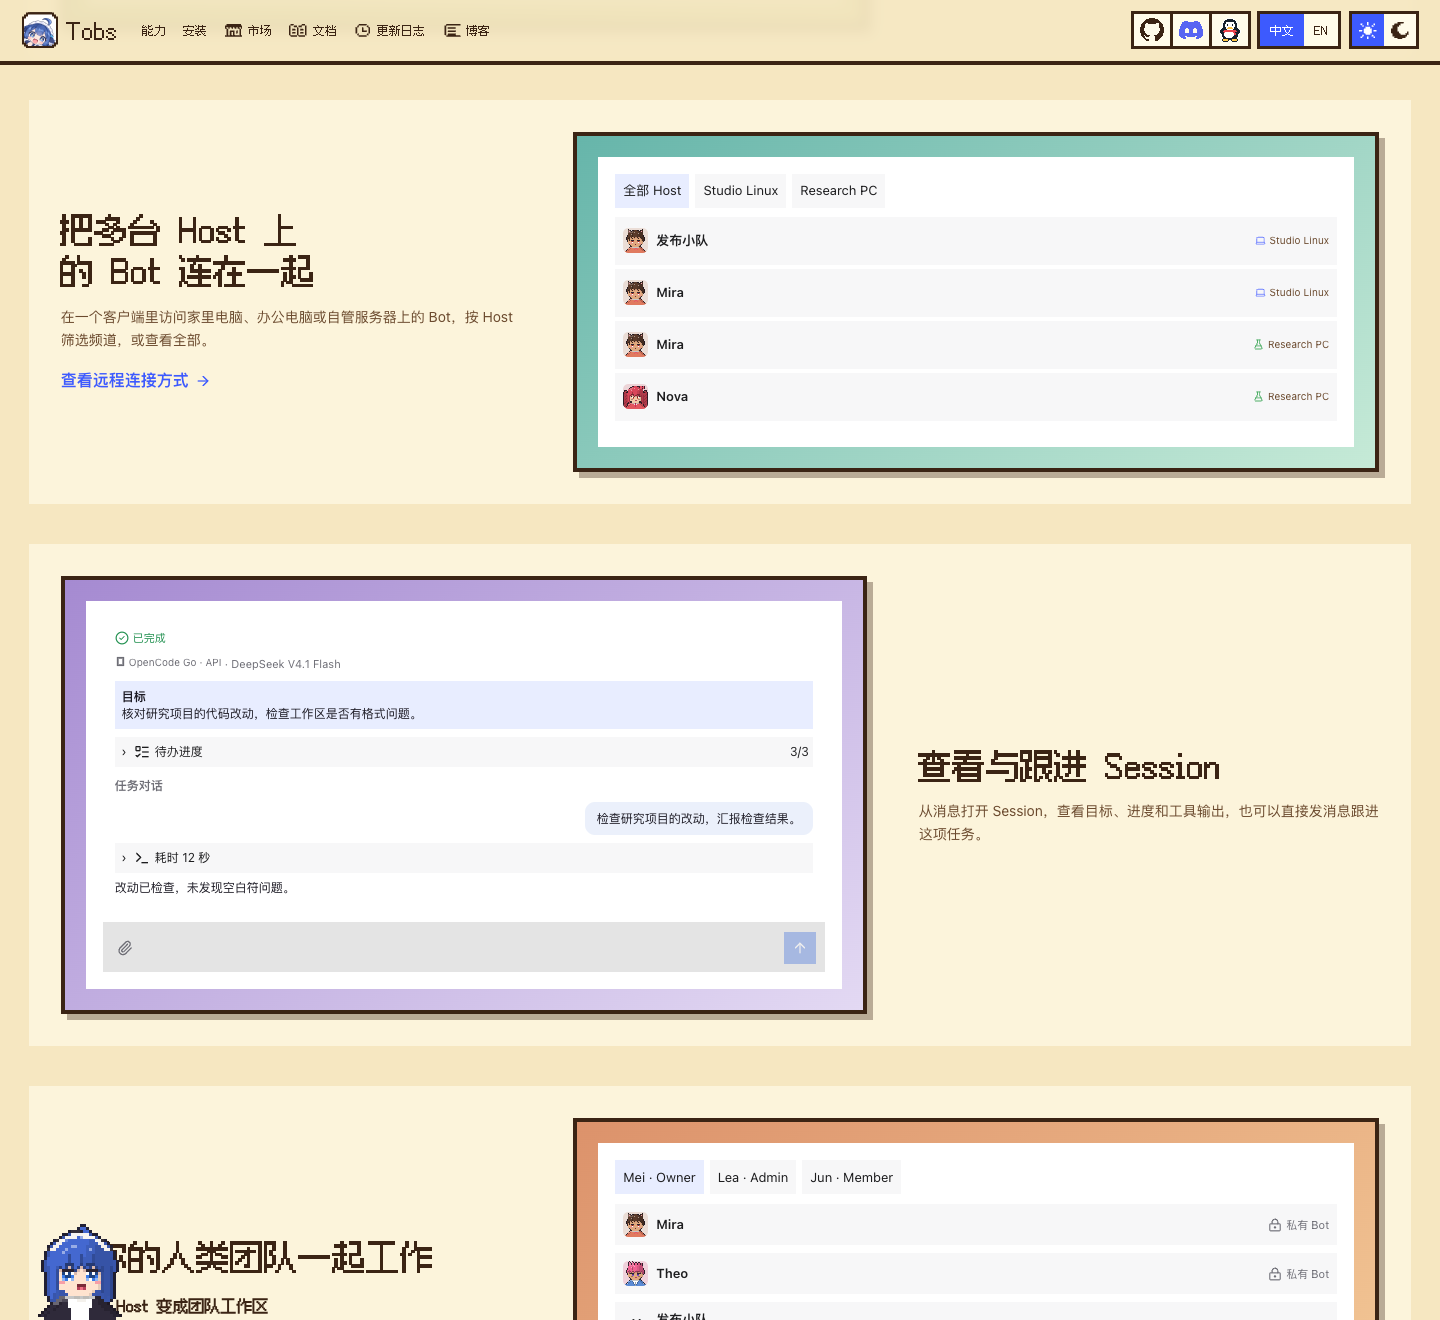 Tobs
能力
安装
市场
文档
更新日志
博客
中文
EN
把多台 Host 上
的 Bot 连在一起
在一个客户端里访问家里电脑、办公电脑或自管服务器上的 Bot，按 Host
筛选频道，或查看全部。
查看远程连接方式 →
全部 Host
Studio Linux
Research PC
发布小队
Studio Linux
Mira
Studio Linux
Mira
Research PC
Nova
Research PC
已完成
OpenCode Go · API · DeepSeek V4.1 Flash
目标
核对研究项目的代码改动，检查工作区是否有格式问题。
› 待办进度
3/3
任务对话
检查研究项目的改动，汇报检查结果。
› 耗时 12 秒
改动已检查，未发现空白符问题。
查看与跟进 Session
从消息打开 Session，查看目标、进度和工具输出，也可以直接发消息跟进
这项任务。
的人类团队一起工作
Host 变成团队工作区
Mei · Owner
Lea · Admin
Jun · Member
Mira
私有 Bot
Theo
私有 Bot
发布小队